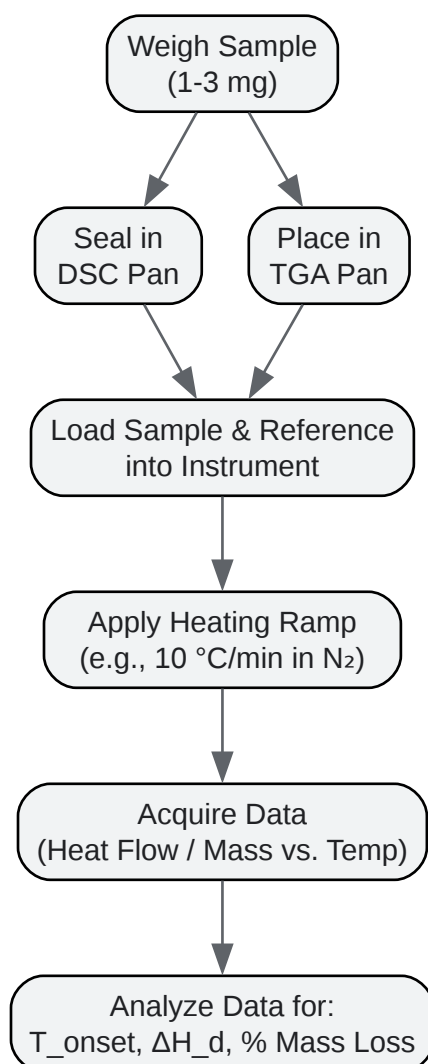 Weigh Sample
(1-3 mg)
Seal in
DSC Pan
Place in
TGA Pan
Load Sample & Reference
into Instrument
Apply Heating Ramp
(e.g., 10 °C/min in N₂)
Acquire Data
(Heat Flow / Mass vs. Temp)
Analyze Data for:
T_onset, ΔH_d, % Mass Loss